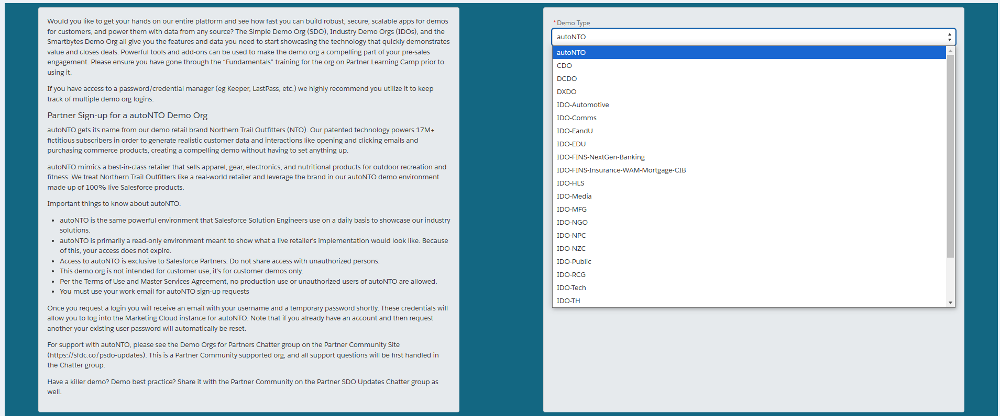 Would you like to get your hands on our entire platform and see how fast you can build robust, secure, scalable apps for demos
for customers, and power them with data from any source? The Simple Demo Org (SDO), Industry Demo Orgs (IDOs), and the
Smartbytes Demo Org all give you the features and data you need to start showcasing the technology that quickly demonstrates
value and closes deals. Powerful tools and add-ons can be used to make the demo org a compelling part of your pre-sales
engagement. Please ensure you have gone through the “Fundamentals” training for the org on Partner Learning Camp prior to
using it.
If you have access to a password/credential manager (eg Keeper, LastPass, etc.) we highly recommend you utilize it to keep
track of multiple demo org logins.
Partner Sign-up for a autoNTO Demo Org
autoNTO gets its name from our demo retail brand Northern Trail Outfitters (NTO). Our patented technology powers 17M+
fictitious subscribers in order to generate realistic customer data and interactions like opening and clicking emails and
purchasing commerce products, creating a compelling demo without having to set anything up.
autoNTO mimics a best-in-class retailer that sells apparel, gear, electronics, and nutritional products for outdoor recreation and
fitness. We treat Northern Trail Outfitters like a real-world retailer and leverage the brand in our autoNTO demo environment
made up of 100% live Salesforce products.
Important things to know about autoNTO:
• autoNTO is the same powerful environment that Salesforce Solution Engineers use on a daily basis to showcase our industry
solutions.
• autoNTO is primarily a read-only environment meant to show what a live retailer's implementation would look like. Because
of this, your access does not expire.
• Access to autoNTO is exclusive to Salesforce Partners. Do not share access with unauthorized persons.
• This demo org is not intended for customer use, it's for customer demos only.
• Per the Terms of Use and Master Services Agreement, no production use or unauthorized users of autoNTO are allowed.
• You must use your work email for autoNTO sign-up requests
Once you request a login you will receive an email with your username and a temporary password shortly. These credentials will
allow you to log into the Marketing Cloud instance for autoNTO. Note that if you already have an account and then request
another your existing user password will automatically be reset.
For support with autoNTO, please see the Demo Orgs for Partners Chatter group on the Partner Community Site
(https://sfdc.co/psdo-updates). This is a Partner Community supported org, and all support questions will be first handled in
the Chatter group.
Have a killer demo? Demo best practice? Share it with the Partner Community on the Partner SDO Updates Chatter group as
well.
*Demo Type
autoNTO
autoNTO
CDO
DCDO
DXDO
IDO-Automotive
IDO-Comms
IDO-EandU
IDO-EDU
IDO-FINS-NextGen-Banking
IDO-FINS-Insurance-WAM-Mortgage-CIB
IDO-HLS
IDO-Media
IDO-MFG
IDO-NGO
IDO-NPC
IDO-NZC
IDO-Public
IDO-RCG
IDO-Tech
IDO-TH